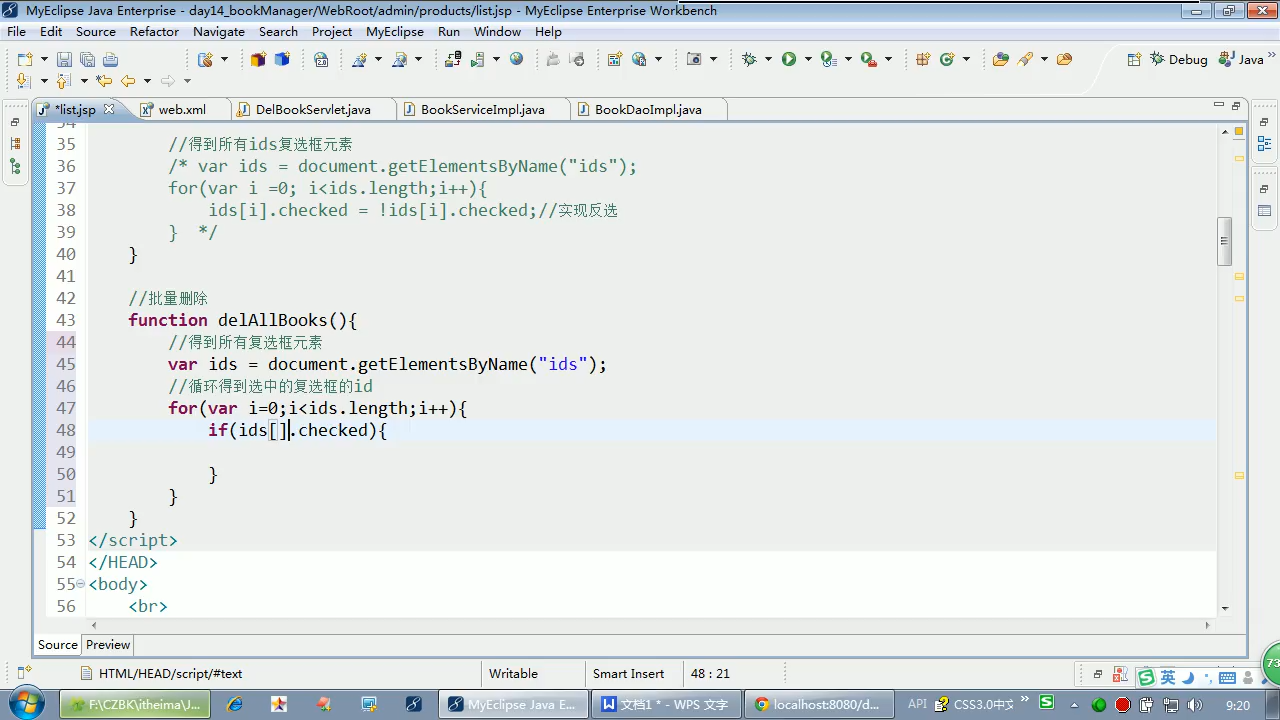 MyEclipse Java Enterprise - day14_bookManager/WebRoot/admin/products/list.jsp - MyEclipse Enterprise Workbench
File Edit Source Refactor Navigate Search Project MyEclipse Run Window Help
Debug Java
*list.jsp web.xml DelBookServlet.java BookServiceImpl.java BookDaoImpl.java
34
35 //得到所有ids复选框元素
36 /* var ids = document.getElementsByName("ids");
37 for(var i =0; i<ids.length;i++){
38 ids[i].checked = !ids[i].checked;//实现反选
39 } */
40 }
41
42 //批量删除
43 function delAllBooks(){
44 //得到所有复选框元素
45 var ids = document.getElementsByName("ids");
46 //循环得到选中的复选框的id
47 for(var i=0;i<ids.length;i++){
48 if(ids[].checked){
49
50 }
51 }
52 }
53 </script>
54 </HEAD>
55 <body>
56 <br>
Source Preview
HTML/HEAD/script/#text Writable Smart Insert 48 : 21
英
73
F:\CZBK\itheima\J... MyEclipse Java E... 文档1 * - WPS 文字 localhost:8080/d... API CSS3.0中文 9:20